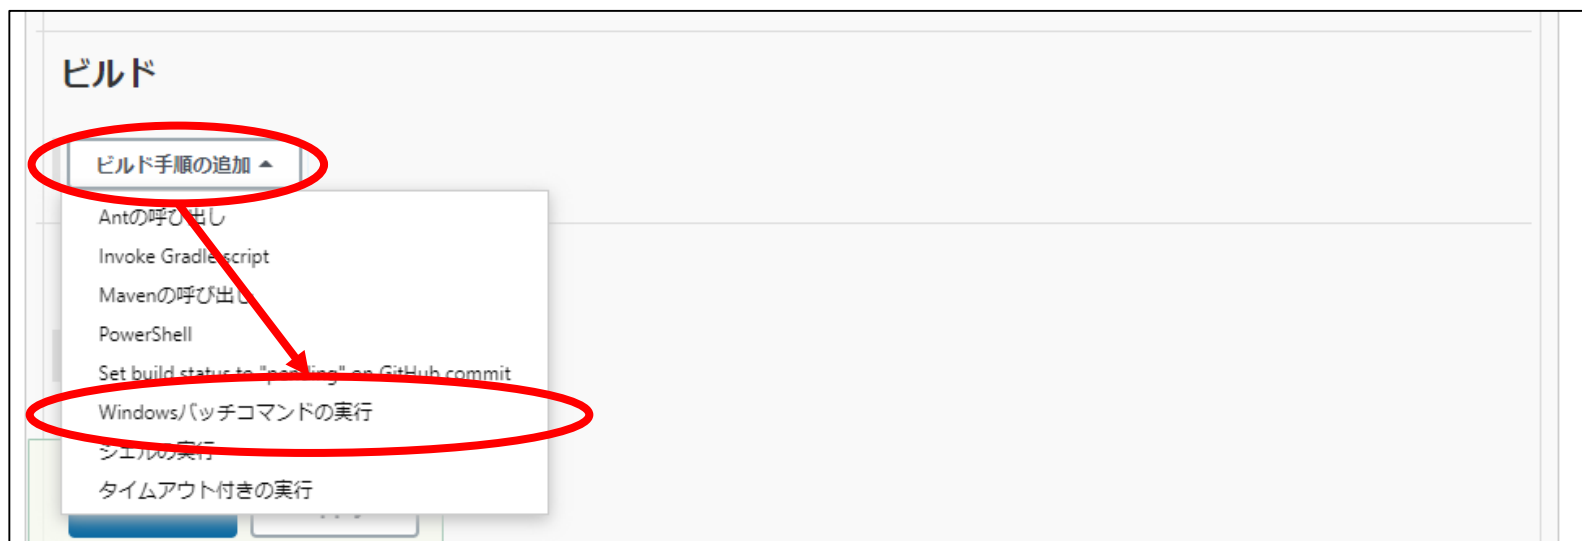 ビルド
ビルド手順の追加
Antの呼び出し
Invoke Gradle script
Mavenの呼び出し
PowerShell
Set build status to "pending" on GitHub commit
Windowsバッチコマンドの実行
シェルの実行
タイムアウト付きの実行